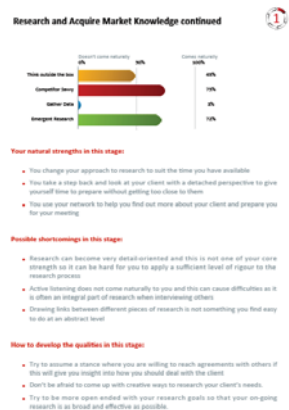 Research and Acquire Market Knowledge continued
1
Doesn't come naturally
Comes naturally
0%
50%
100%
Think outside the box
Competitor Savvy
Gather Data
Emergent Research
Your natural strengths in this stage:
You change your approach to research to suit the time you have available
You take a step back and look at your client with a detached perspective to give
yourself time to prepare without getting too close to them
You use your network to help you find out more about your client and prepare you
for your meeting
Possible shortcomings in this stage:
Research can become very detail-oriented and this is not one of your core
strength so it can be hard for you to apply a sufficient level of rigour to the
research process
Active listening does not come naturally to you and this can cause difficulties as it
is often an integral part of research when interviewing others
Drawing links between different pieces of research is not something you find easy
to do at an abstract level
How to develop the qualities in this stage:
Try to assume a stance where you are willing to reach agreements with others if
this will give you insight into how you should deal with the client
Don't be afraid to come up with creative ways to research your client's needs.
Try to be more open ended with your research goals so that your on-going
research is as broad and effective as possible.